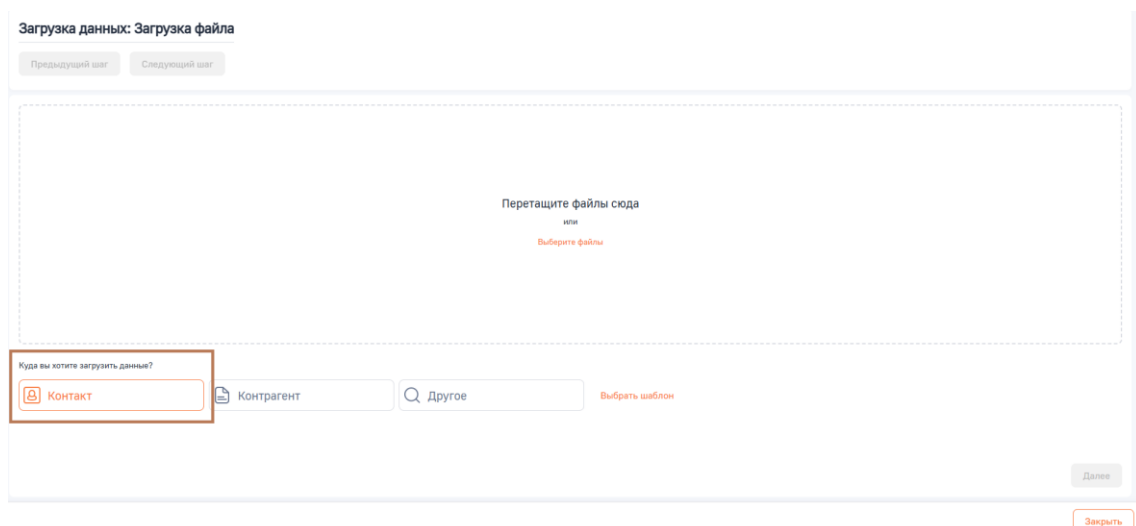 Загрузка данных: Загрузка файла
Предыдущий шаг Следующий шаг
Перетащите файлы сюда
или
Выберите файлы
Куда вы хотите загрузить данные?
Контакт Контрагент Другое Выбрать шаблон
Далее
Закрыть